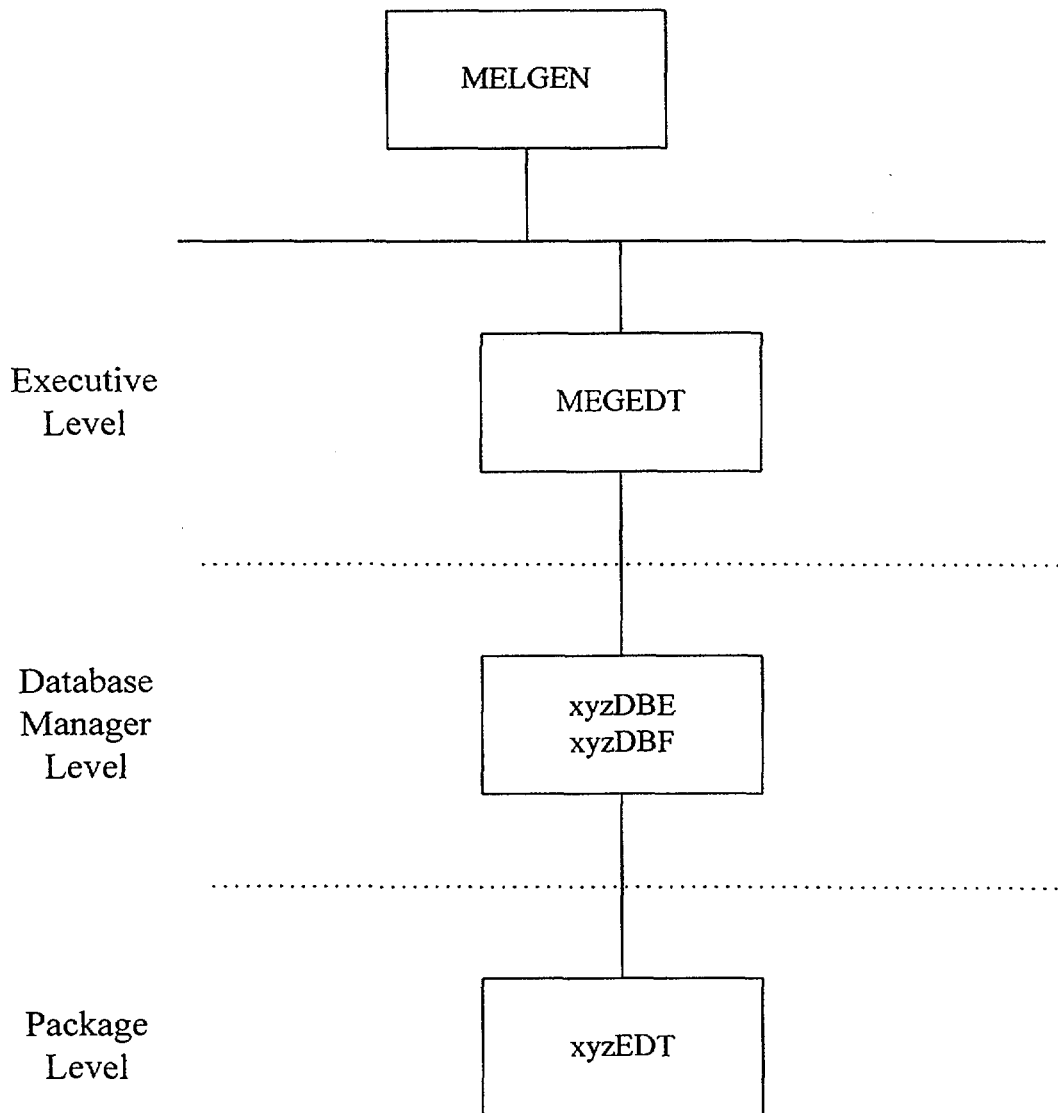 MELGEN
Executive
Level
MEGEDT
Database
Manager
Level
xyzDBE
xyzDBF
Package
Level
xyzEDT